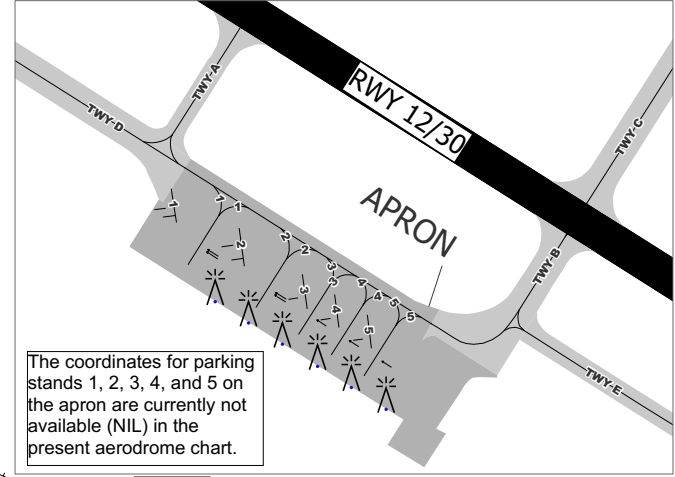 RWY 12/30
TWY-A
TWY-C
TWY-D
APRON
1
1
1
2
2
2
3
3
3
4
4
4
5
5
5
TWY-B
TWY-E
The coordinates for parking
stands 1, 2, 3, 4, and 5 on
the apron are currently not
available (NIL) in the
present aerodrome chart.